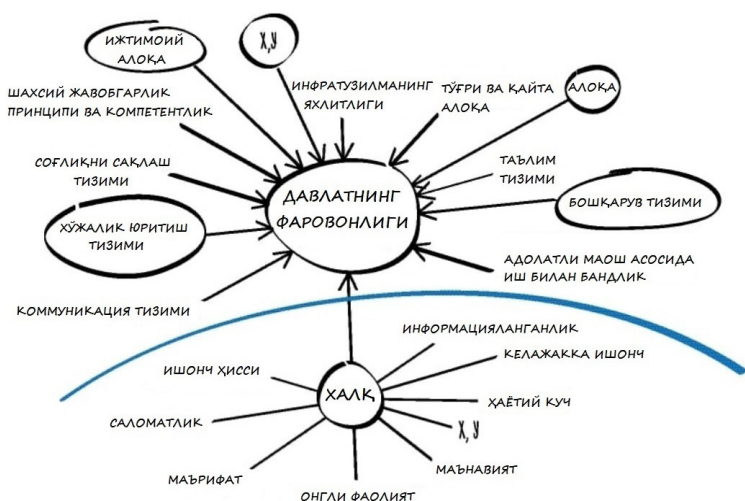 ИЖТИМОИЙ
АЛОҚА
Х,У
ШАХСИЙ ЖАВОБГАРЛИК
ПРИНЦИПИ ВА КОМПЕТЕНТЛИК
ИНФРАТУЗИЛМАНИНГ
ЯХЛИТЛИГИ
ТЎҒРИ ВА ҚАЙТА
АЛОҚА
АЛОҚА
СОҒЛИҚНИ САҚЛАШ
ТИЗИМИ
ТАЪЛИМ
ТИЗИМИ
ДАВЛАТНИНГ
ФАРОВОНЛИГИ
БОШҚАРУВ ТИЗИМИ
ХЎЖАЛИК ЮРИТИШ
ТИЗИМИ
АДОЛАТЛИ МАОШ АСОСИДА
ИШ БИЛАН БАНДЛИК
КОММУНИКАЦИЯ ТИЗИМИ
ИНФОРМАЦИЯЛАНГАНЛИК
КЕЛАЖАККА ИШОНЧ
ИШОНЧ ҲИССИ
ХАЛҚ
ҲАЁТИЙ КУЧ
САЛОМАТЛИК
Х, У
МАЪРИФАТ
МАЪНАВИЯТ
ОНГЛИ ФАОЛИЯТ